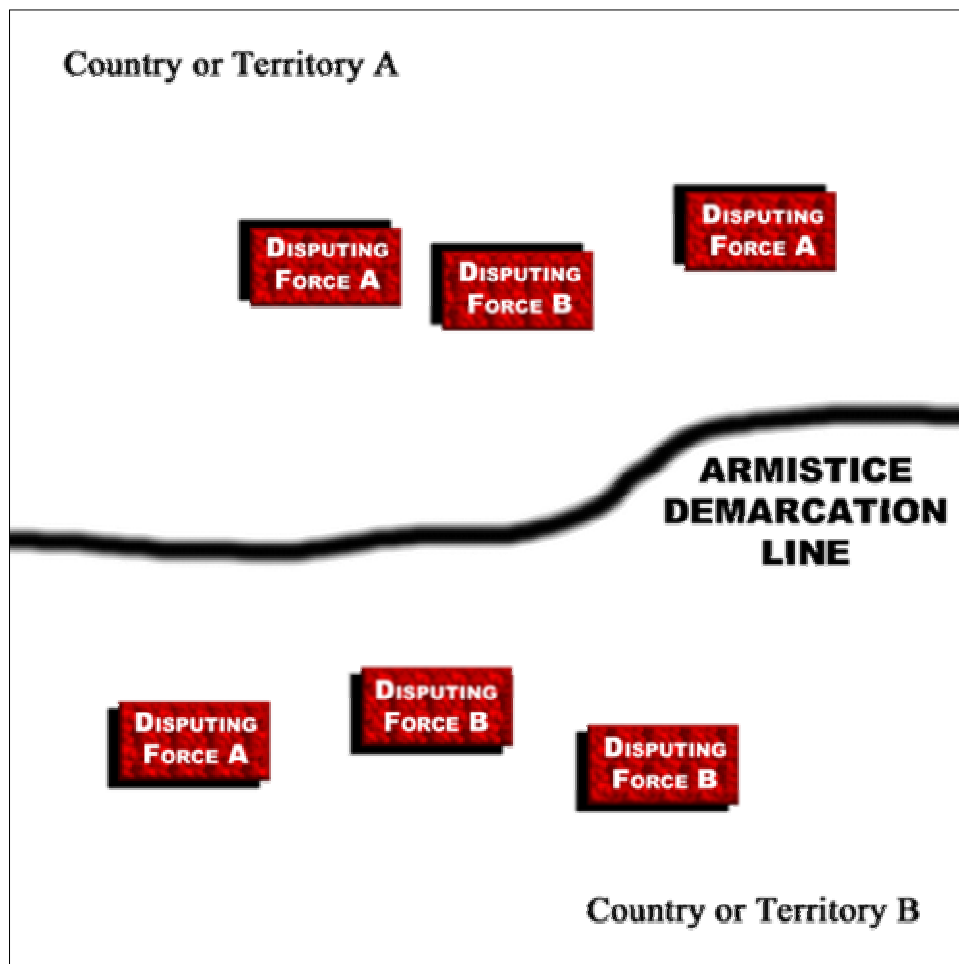 Country or Territory A
Disputing
Force A
Disputing
Force B
Disputing
Force A
ARMISTICE
DEMARCATION
LINE
Disputing
Force A
Disputing
Force B
Disputing
Force B
Country or Territory B